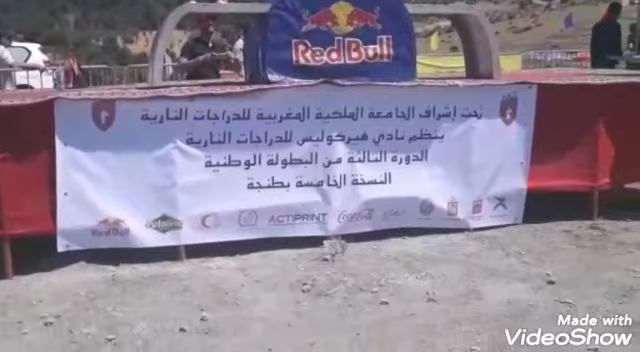 Red Bull
تحت إشراف الجامعة الملكية المغربية للدراجات النارية
ينظم نادي هيركوليس للدراجات النارية
الدورة الثالثة من البطولة الوطنية
النسخة الخامسة بطنجة
Red Bull
ACTIPRINT
Coca-Cola
Made with
VideoShow